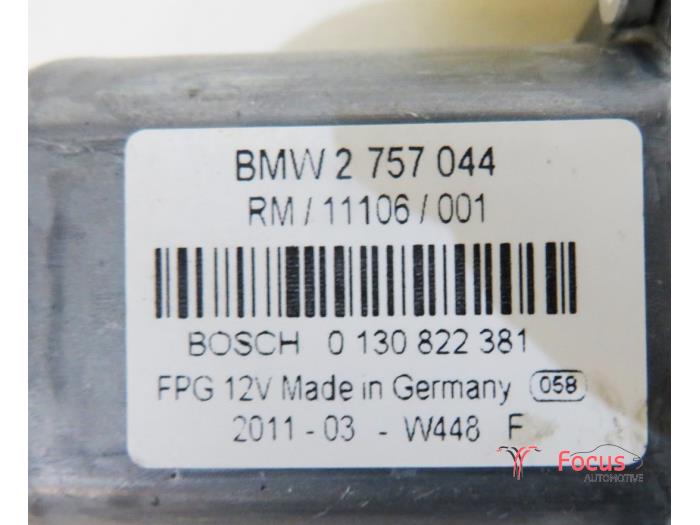 BMW 2 757 044
RM / 11106 / 001
BOSCH 0 130 822 381
FPG 12V Made in Germany 058
2011 - 03 - W448 F
Focus
AUTOMOTIVE